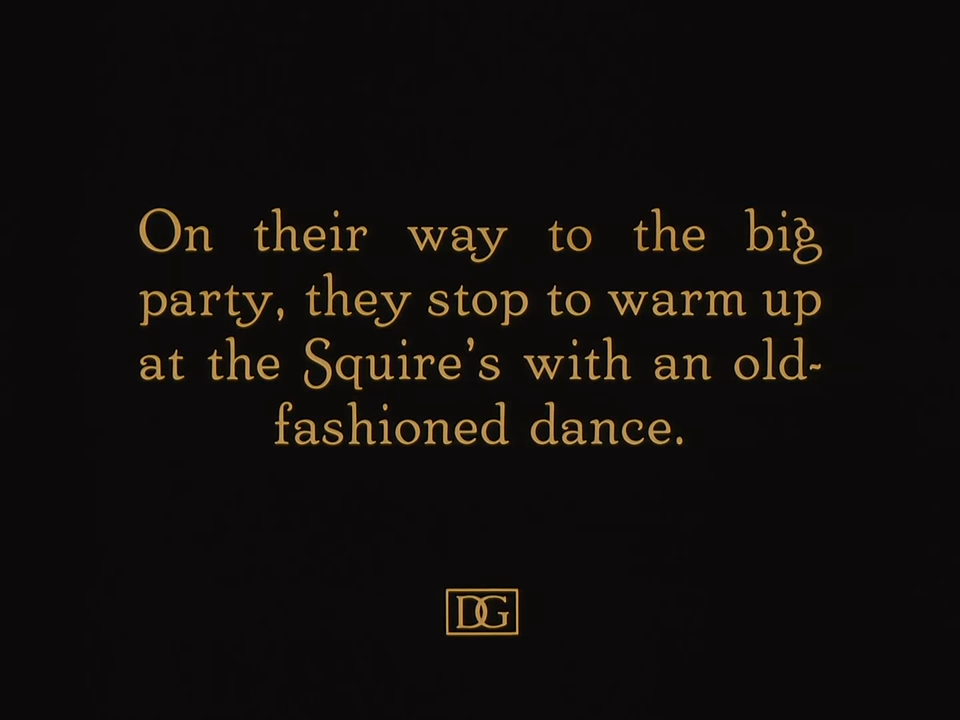 On their way to the big
party, they stop to warm up
at the Squire's with an old-
fashioned dance.
DG